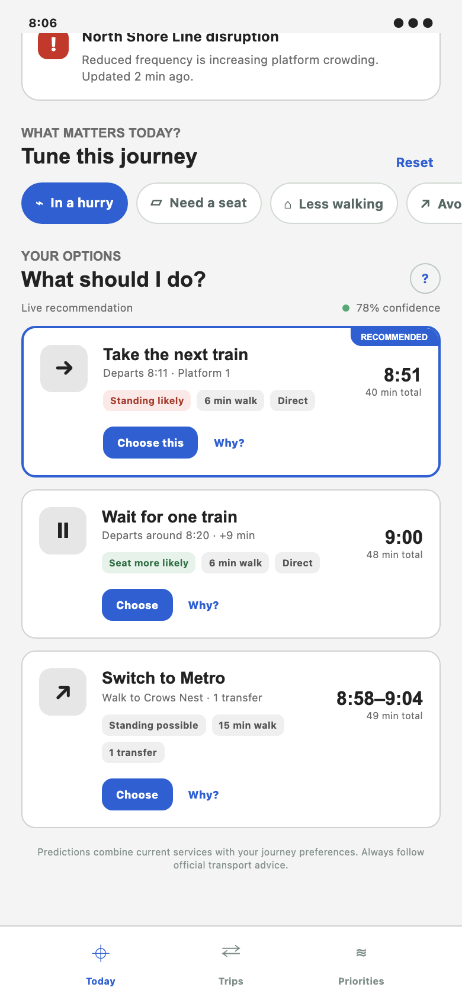 8:06
North Shore Line disruption
Reduced frequency is increasing platform crowding.
Updated 2 min ago.
WHAT MATTERS TODAY?
Tune this journey
Reset
In a hurry
Need a seat
Less walking
Avo
YOUR OPTIONS
What should I do?
?
Live recommendation
78% confidence
RECOMMENDED
Take the next train
Departs 8:11 · Platform 1
8:51
40 min total
Standing likely
6 min walk
Direct
Choose this
Why?
Wait for one train
Departs around 8:20 · +9 min
9:00
48 min total
Seat more likely
6 min walk
Direct
Choose
Why?
Switch to Metro
Walk to Crows Nest · 1 transfer
8:58–9:04
49 min total
Standing possible
15 min walk
1 transfer
Choose
Why?
Predictions combine current services with your journey preferences. Always follow
official transport advice.
Today
Trips
Priorities